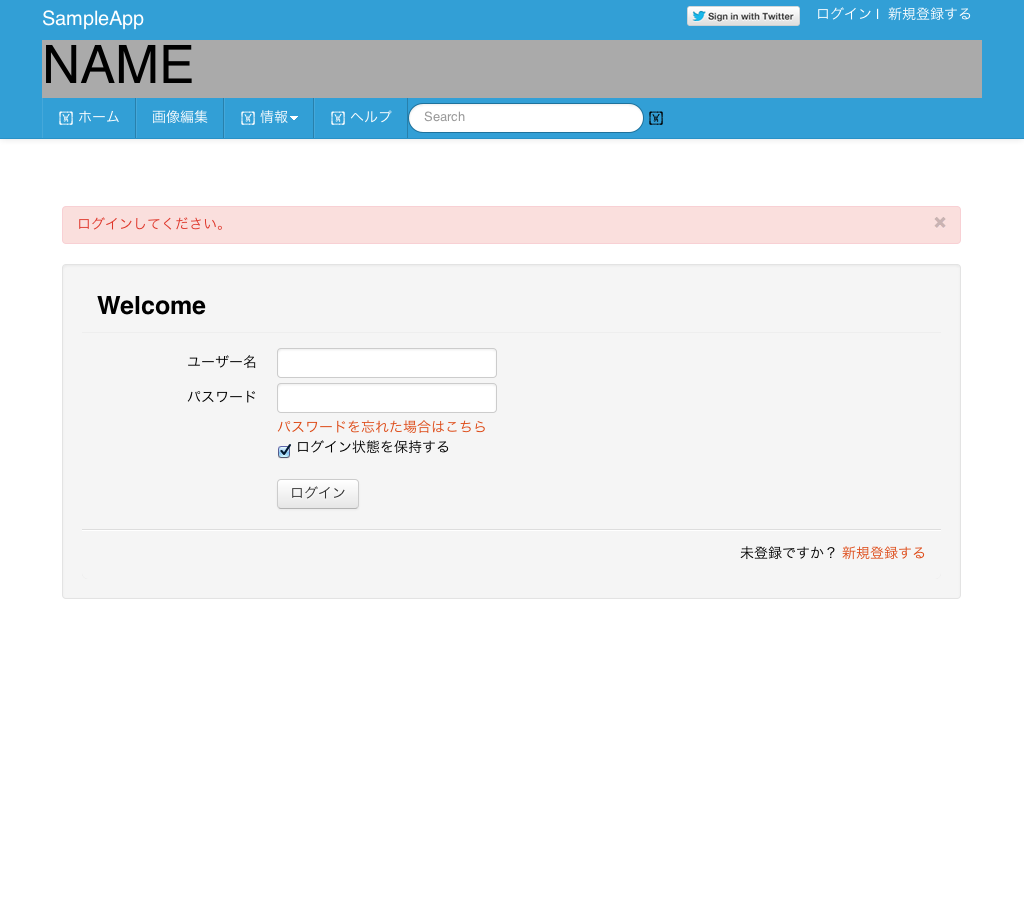 SampleApp
Sign in with Twitter
ログイン | 新規登録する
NAME
ホーム 画像編集 情報 ヘルプ Search
ログインしてください。 ×
Welcome
ユーザー名
パスワード
パスワードを忘れた場合はこちら
ログイン状態を保持する
ログイン
未登録ですか？ 新規登録する